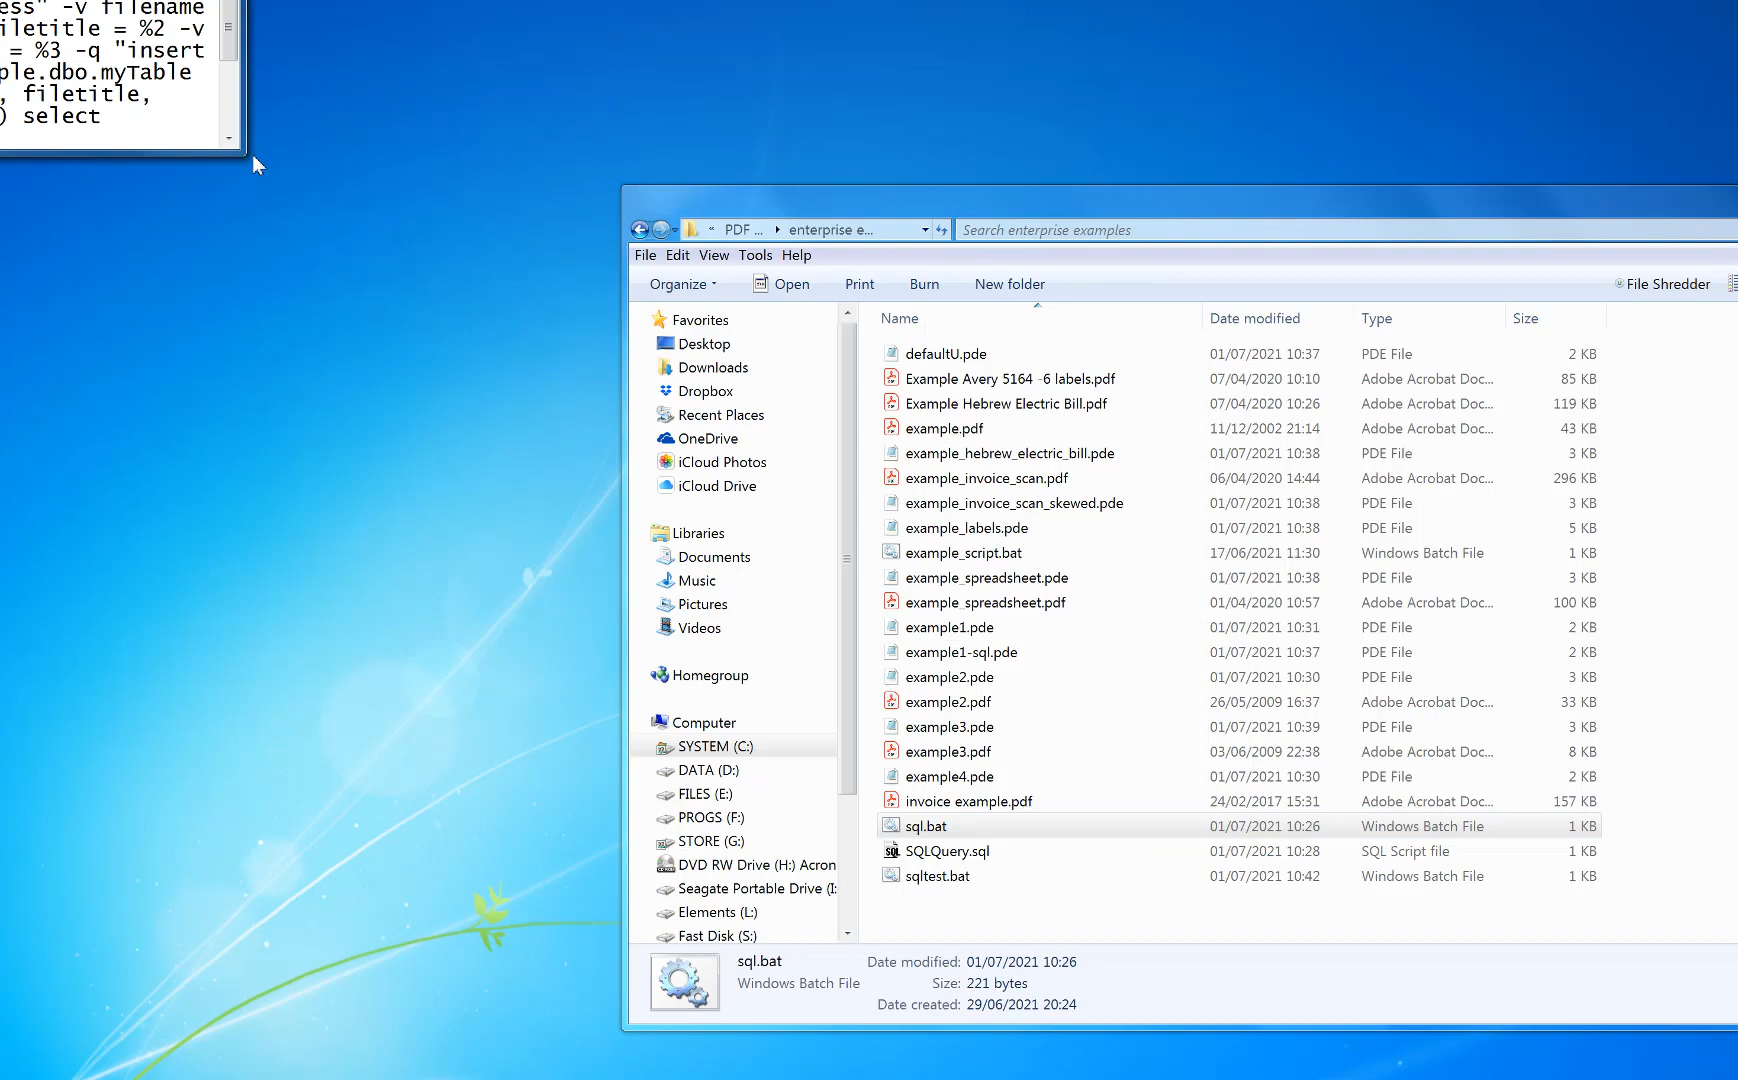 ess" -v filename
iletitle = %2 -v
= %3 -q "insert
ple.dbo.myTable
, filetitle,
) select
« PDF ... enterprise e...
Search enterprise examples
File Edit View Tools Help
Organize Open Print Burn New folder File Shredder
Name Date modified Type Size
Favorites
Desktop
Downloads
Dropbox
Recent Places
OneDrive
iCloud Photos
iCloud Drive
Libraries
Documents
Music
Pictures
Videos
Homegroup
Computer
SYSTEM (C:)
DATA (D:)
FILES (E:)
PROGS (F:)
STORE (G:)
DVD RW Drive (H:) Acron
Seagate Portable Drive (I:
Elements (L:)
Fast Disk (S:)
defaultU.pde 01/07/2021 10:37 PDE File 2 KB
Example Avery 5164 -6 labels.pdf 07/04/2020 10:10 Adobe Acrobat Doc... 85 KB
Example Hebrew Electric Bill.pdf 07/04/2020 10:26 Adobe Acrobat Doc... 119 KB
example.pdf 11/12/2002 21:14 Adobe Acrobat Doc... 43 KB
example_hebrew_electric_bill.pde 01/07/2021 10:38 PDE File 3 KB
example_invoice_scan.pdf 06/04/2020 14:44 Adobe Acrobat Doc... 296 KB
example_invoice_scan_skewed.pde 01/07/2021 10:38 PDE File 3 KB
example_labels.pde 01/07/2021 10:38 PDE File 5 KB
example_script.bat 17/06/2021 11:30 Windows Batch File 1 KB
example_spreadsheet.pde 01/07/2021 10:38 PDE File 3 KB
example_spreadsheet.pdf 01/04/2020 10:57 Adobe Acrobat Doc... 100 KB
example1.pde 01/07/2021 10:31 PDE File 2 KB
example1-sql.pde 01/07/2021 10:37 PDE File 2 KB
example2.pde 01/07/2021 10:30 PDE File 3 KB
example2.pdf 26/05/2009 16:37 Adobe Acrobat Doc... 33 KB
example3.pde 01/07/2021 10:39 PDE File 3 KB
example3.pdf 03/06/2009 22:38 Adobe Acrobat Doc... 8 KB
example4.pde 01/07/2021 10:30 PDE File 2 KB
invoice example.pdf 24/02/2017 15:31 Adobe Acrobat Doc... 157 KB
sql.bat 01/07/2021 10:26 Windows Batch File 1 KB
SQLQuery.sql 01/07/2021 10:28 SQL Script file 1 KB
sqltest.bat 01/07/2021 10:42 Windows Batch File 1 KB
sql.bat Date modified: 01/07/2021 10:26
Windows Batch File Size: 221 bytes
Date created: 29/06/2021 20:24